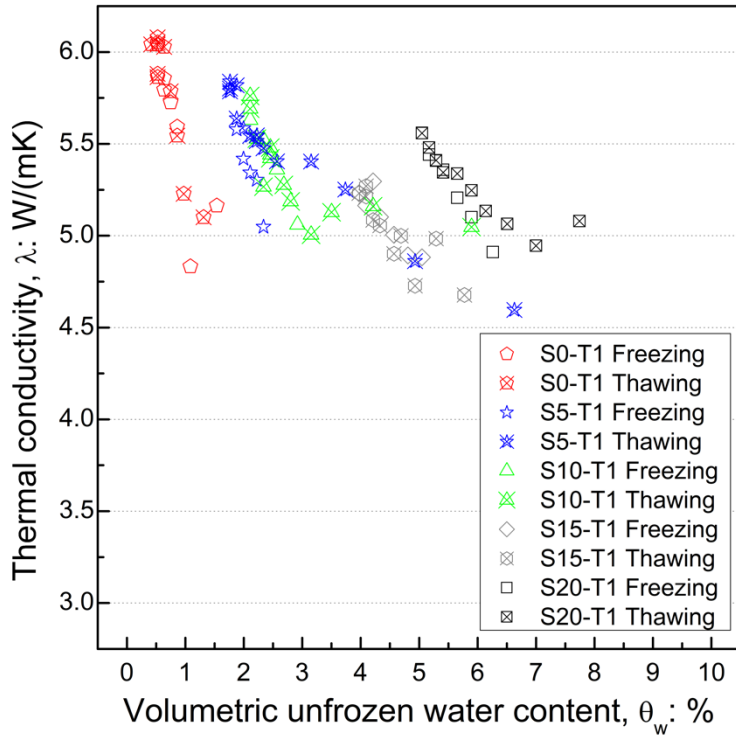 Thermal conductivity, λ: W/(mK)
6.0
5.5
5.0
4.5
4.0
3.5
3.0
S0-T1 Freezing
S0-T1 Thawing
S5-T1 Freezing
S5-T1 Thawing
S10-T1 Freezing
S10-T1 Thawing
S15-T1 Freezing
S15-T1 Thawing
S20-T1 Freezing
S20-T1 Thawing
0 1 2 3 4 5 6 7 8 9 10
Volumetric unfrozen water content, θw: %